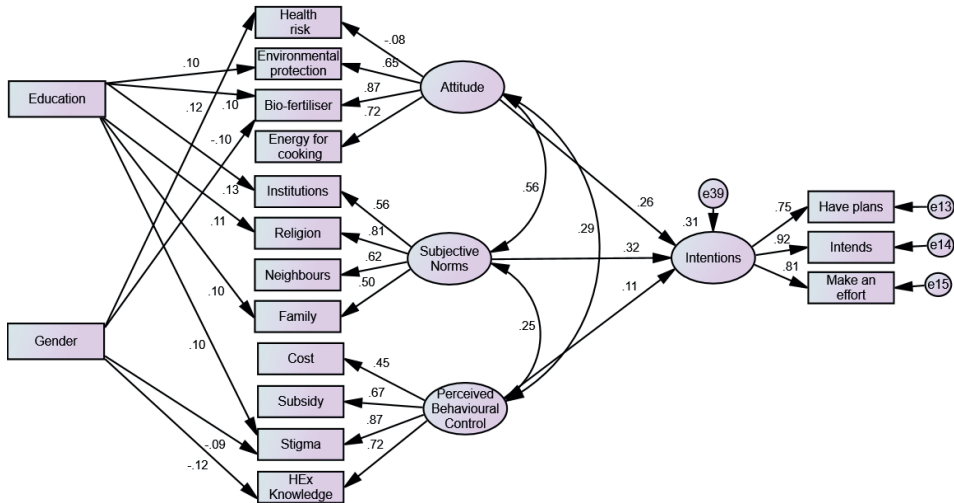 Health
risk
-.08
Environmental
protection
.10
.65
Education
Attitude
.12
.10
Bio-fertiliser
.87
.72
-.10
Energy for
cooking
.13
Institutions
.56
.56
.26
e39
.31
Have plans
e13
.75
.11
Religion
.81
.29
Subjective
Norms
.32
Intentions
.92
Intends
e14
Neighbours
.62
.81
Make an
effort
e15
.50
.11
.10
Family
.25
Gender
.10
Cost
.45
Subsidy
.67
Perceived
Behavioural
Control
-.09
Stigma
.87
.72
-.12
HEx
Knowledge